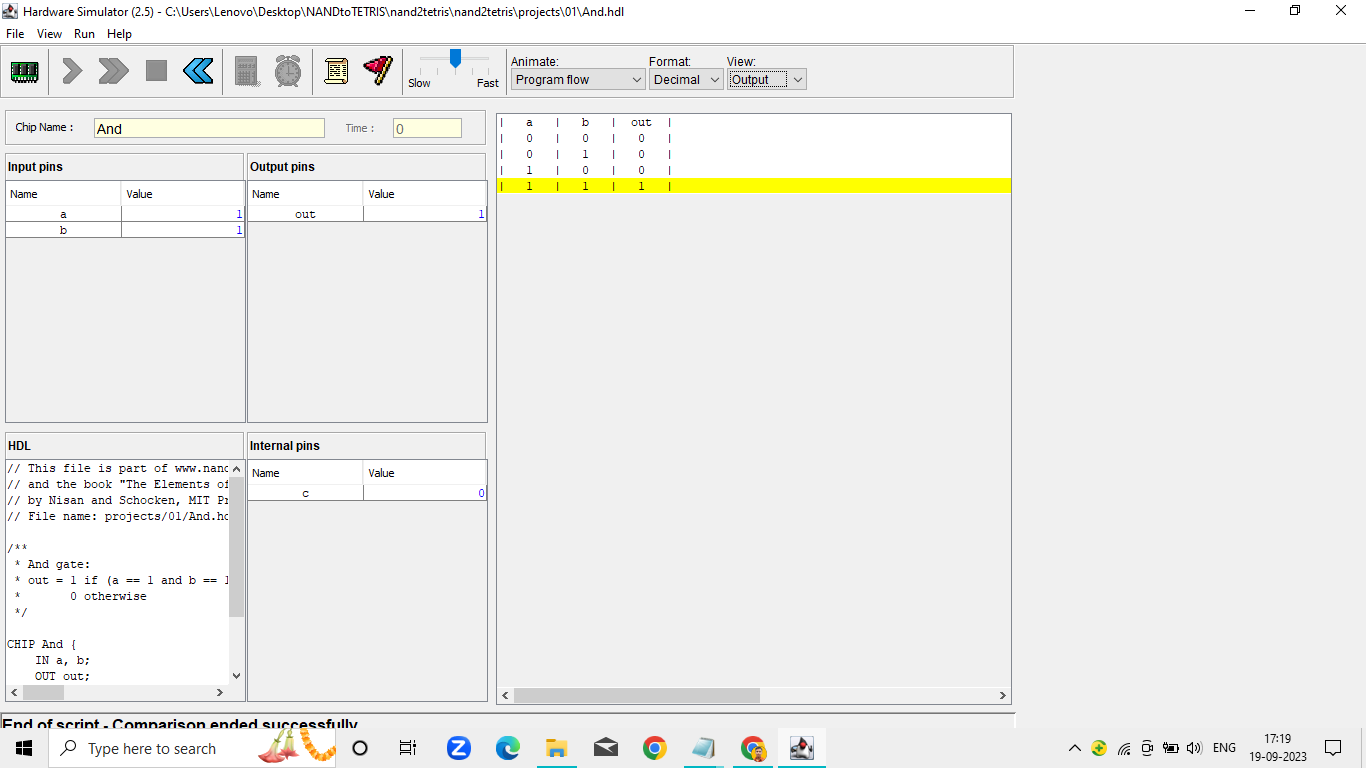 Hardware Simulator (2.5) - C:\Users\Lenovo\Desktop\NANDtoTETRIS\nand2tetris\nand2tetris\projects\01\And.hdl
File View Run Help
Slow Fast
Animate: Format: View:
Program flow Decimal Output
Chip Name : And Time : 0
Input pins
Name Value
a 1
b 1
Output pins
Name Value
out 1
| a | b | out |
| 0 | 0 | 0 |
| 0 | 1 | 0 |
| 1 | 0 | 0 |
| 1 | 1 | 1 |
HDL
// This file is part of www.nand
// and the book "The Elements of
// by Nisan and Schocken, MIT Pr
// File name: projects/01/And.hd
/**
* And gate:
* out = 1 if (a == 1 and b == 1
* 0 otherwise
*/
CHIP And {
IN a, b;
OUT out;
Internal pins
Name Value
c 0
End of script - Comparison ended successfully
Type here to search
ENG
17:19
19-09-2023